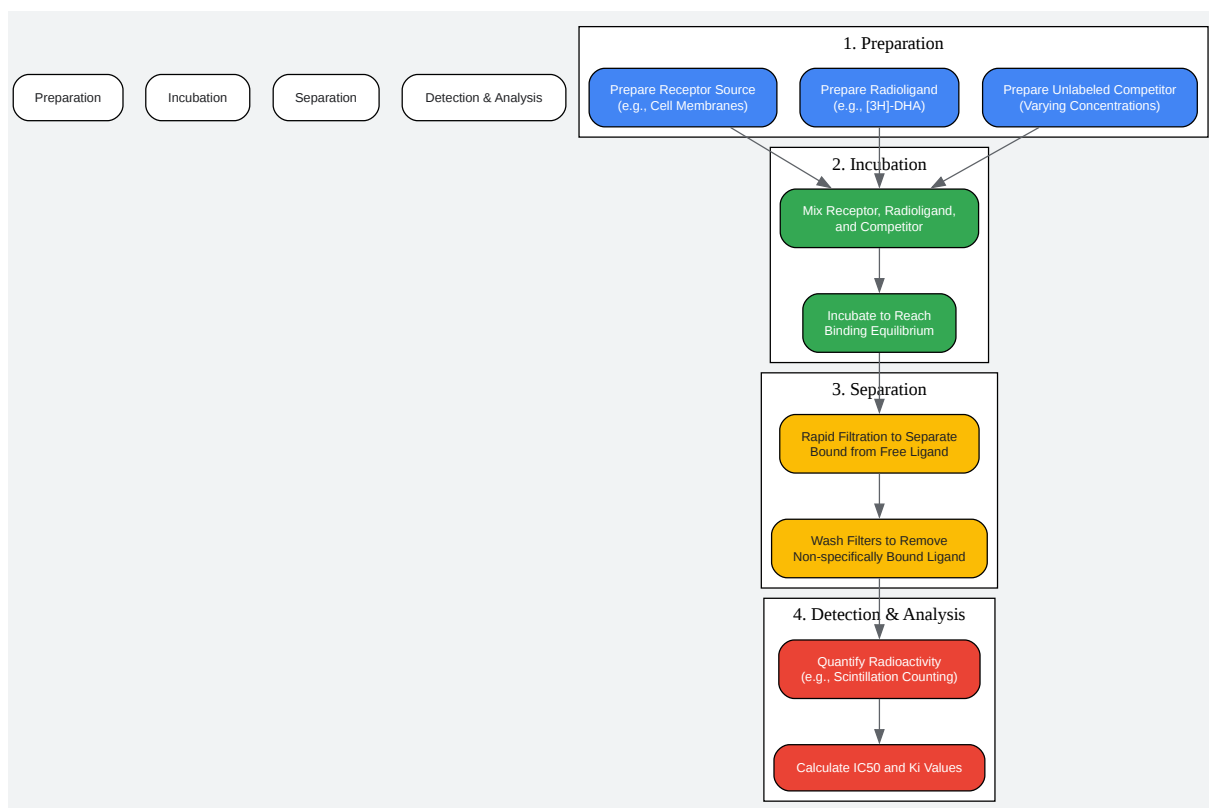 Preparation
Incubation
Separation
Detection & Analysis
1. Preparation
Prepare Receptor Source
(e.g., Cell Membranes)
Prepare Radioligand
(e.g., [3H]-DHA)
Prepare Unlabeled Competitor
(Varying Concentrations)
2. Incubation
Mix Receptor, Radioligand,
and Competitor
Incubate to Reach
Binding Equilibrium
3. Separation
Rapid Filtration to Separate
Bound from Free Ligand
Wash Filters to Remove
Non-specifically Bound Ligand
4. Detection & Analysis
Quantify Radioactivity
(e.g., Scintillation Counting)
Calculate IC50 and Ki Values